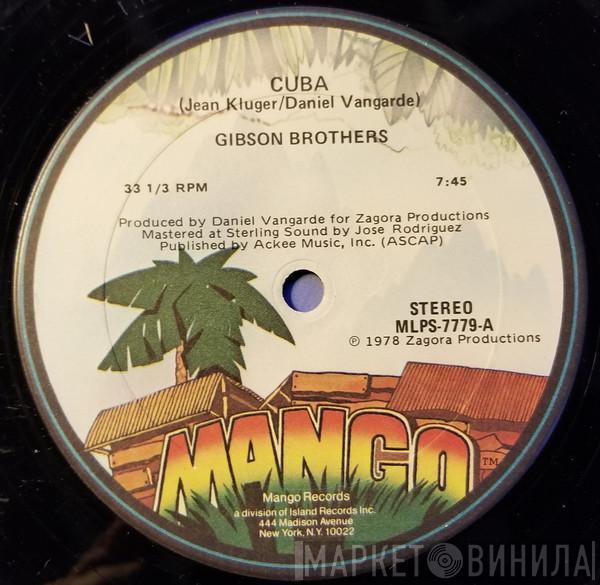 CUBA
(Jean Kluger/Daniel Vangarde)
GIBSON BROTHERS
33 1/3 RPM
7:45
Produced by Daniel Vangarde for Zagora Productions
Mastered at Sterling Sound by Jose Rodriguez
Published by Ackee Music, Inc. (ASCAP)
STEREO
MLPS-7779-A
℗ 1978 Zagora Productions
MANGO TM
Mango Records
a division of Island Records Inc.
444 Madison Avenue
New York, N.Y. 10022
МАРКЕТ ВИНИЛА